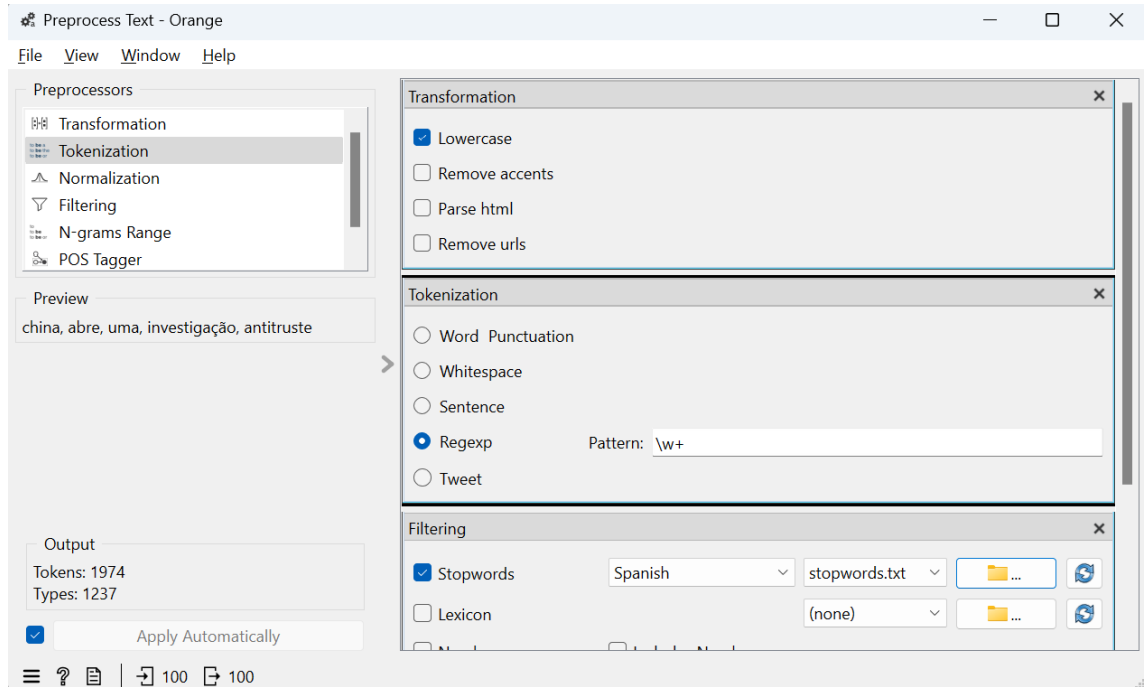 Preprocess Text - Orange
File View Window Help
Preprocessors
Transformation
Tokenization
Normalization
Filtering
N-grams Range
POS Tagger
Preview
china, abre, uma, investigação, antitruste
Output
Tokens: 1974
Types: 1237
Apply Automatically
100 100
Transformation
Lowercase
Remove accents
Parse html
Remove urls
Tokenization
Word Punctuation
Whitespace
Sentence
Regexp Pattern: \w+
Tweet
Filtering
Stopwords Spanish stopwords.txt ...
Lexicon (none) ...